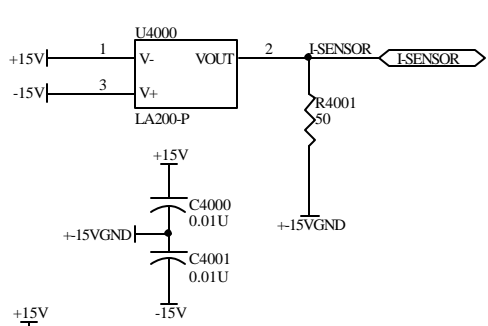 U4000
+15V 1 V- VOUT 2 I-SENSOR I-SENSOR
-15V 3 V+
LA200-P
R4001
50
+15V
C4000
0.01U
+-15VGND
+-15VGND
C4001
0.01U
-15V
+15V